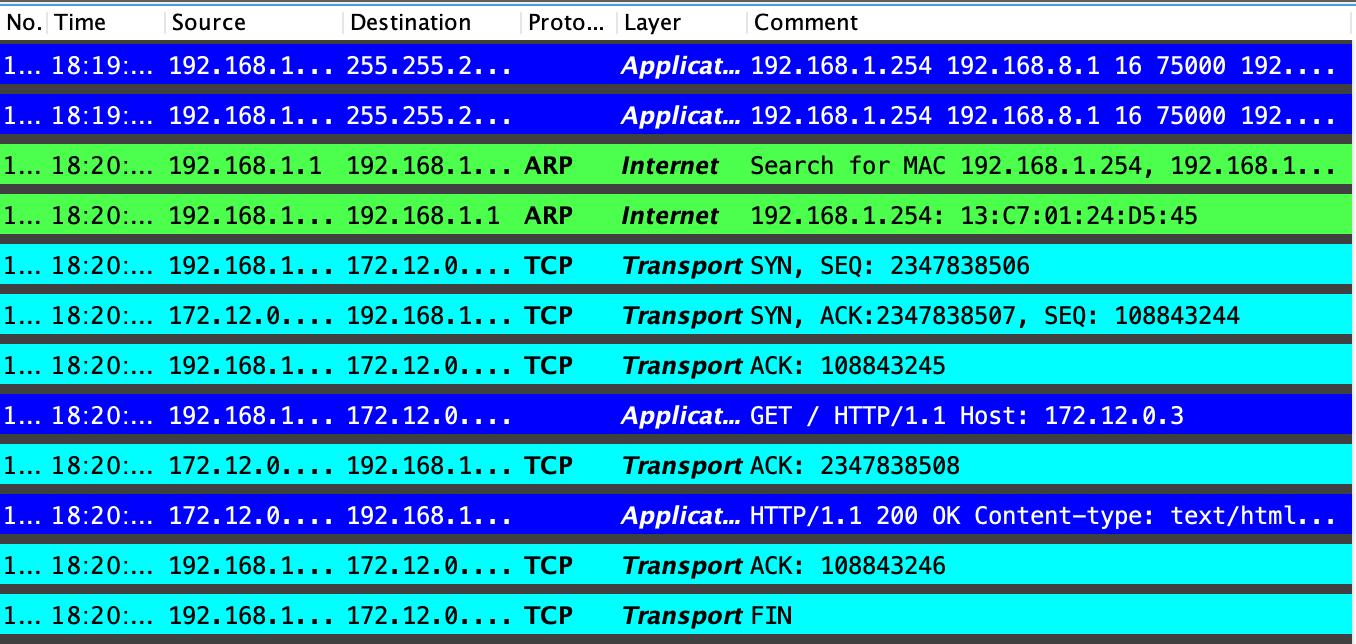 No. Time Source Destination Proto... Layer Comment
1... 18:19:... 192.168.1... 255.255.2... Applicat... 192.168.1.254 192.168.8.1 16 75000 192....
1... 18:19:... 192.168.1... 255.255.2... Applicat... 192.168.1.254 192.168.8.1 16 75000 192....
1... 18:20:... 192.168.1.1 192.168.1... ARP Internet Search for MAC 192.168.1.254, 192.168.1...
1... 18:20:... 192.168.1... 192.168.1.1 ARP Internet 192.168.1.254: 13:C7:01:24:D5:45
1... 18:20:... 192.168.1... 172.12.0.... TCP Transport SYN, SEQ: 2347838506
1... 18:20:... 172.12.0.... 192.168.1... TCP Transport SYN, ACK:2347838507, SEQ: 108843244
1... 18:20:... 192.168.1... 172.12.0.... TCP Transport ACK: 108843245
1... 18:20:... 192.168.1... 172.12.0.... Applicat... GET / HTTP/1.1 Host: 172.12.0.3
1... 18:20:... 172.12.0.... 192.168.1... TCP Transport ACK: 2347838508
1... 18:20:... 172.12.0.... 192.168.1... Applicat... HTTP/1.1 200 OK Content-type: text/html...
1... 18:20:... 192.168.1... 172.12.0.... TCP Transport ACK: 108843246
1... 18:20:... 192.168.1... 172.12.0.... TCP Transport FIN